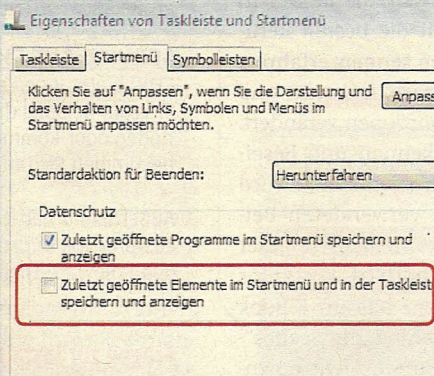 Eigenschaften von Taskleiste und Startmenü
Taskleiste Startmenü Symbolleisten
Klicken Sie auf "Anpassen", wenn Sie die Darstellung und
das Verhalten von Links, Symbolen und Menüs im
Startmenü anpassen möchten.
Anpass
Standardaktion für Beenden: Herunterfahren
Datenschutz
Zuletzt geöffnete Programme im Startmenü speichern und
anzeigen
Zuletzt geöffnete Elemente im Startmenü und in der Taskleist
speichern und anzeigen